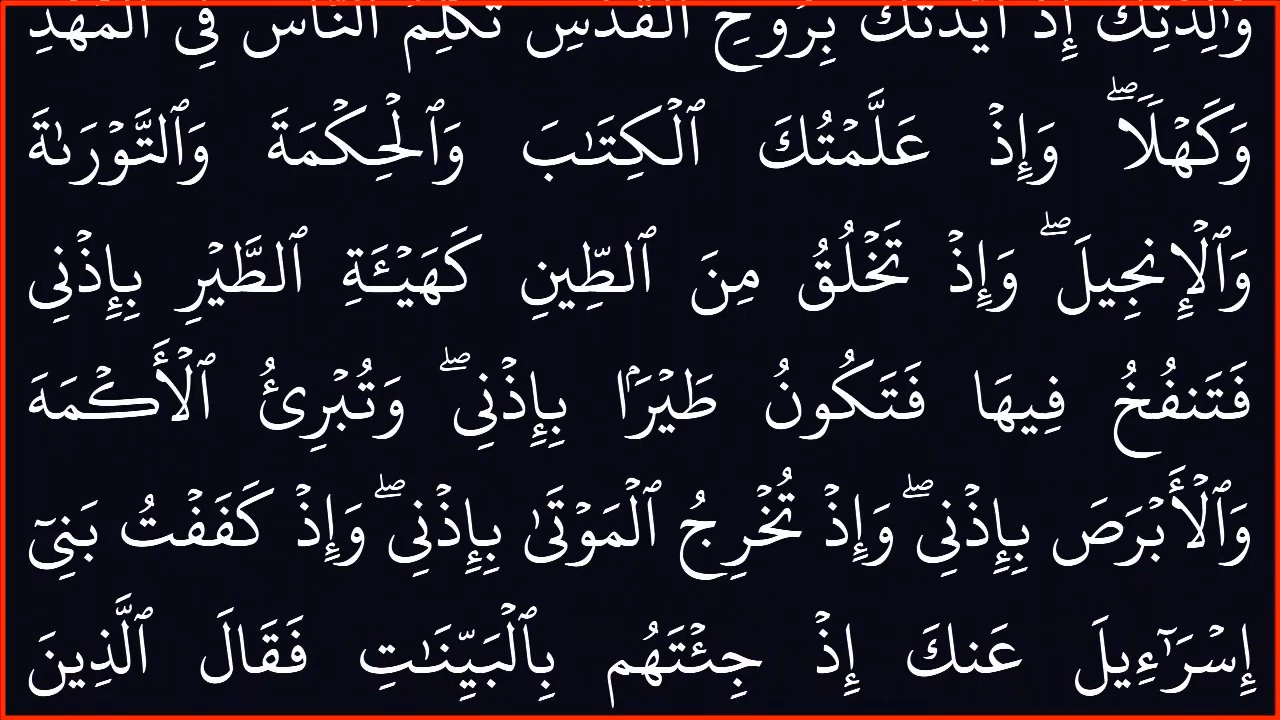 وَٰلِدَتِكَ إِذْ أَيَّدتُّكَ بِرُوحِ ٱلْقُدُسِ تُكَلِّمُ ٱلنَّاسَ فِى ٱلْمَهْدِ
وَكَهْلًا ۖ وَإِذْ عَلَّمْتُكَ ٱلْكِتَـٰبَ وَٱلْحِكْمَةَ وَٱلتَّوْرَىٰةَ
وَٱلْإِنجِيلَ ۖ وَإِذْ تَخْلُقُ مِنَ ٱلطِّينِ كَهَيْـَٔةِ ٱلطَّيْرِ بِإِذْنِى
فَتَنفُخُ فِيهَا فَتَكُونُ طَيْرًۢا بِإِذْنِى ۖ وَتُبْرِئُ ٱلْأَكْمَهَ
وَٱلْأَبْرَصَ بِإِذْنِى ۖ وَإِذْ تُخْرِجُ ٱلْمَوْتَىٰ بِإِذْنِى ۖ وَإِذْ كَفَفْتُ بَنِىٓ
إِسْرَٰٓءِيلَ عَنكَ إِذْ جِئْتَهُم بِٱلْبَيِّنَـٰتِ فَقَالَ ٱلَّذِينَ